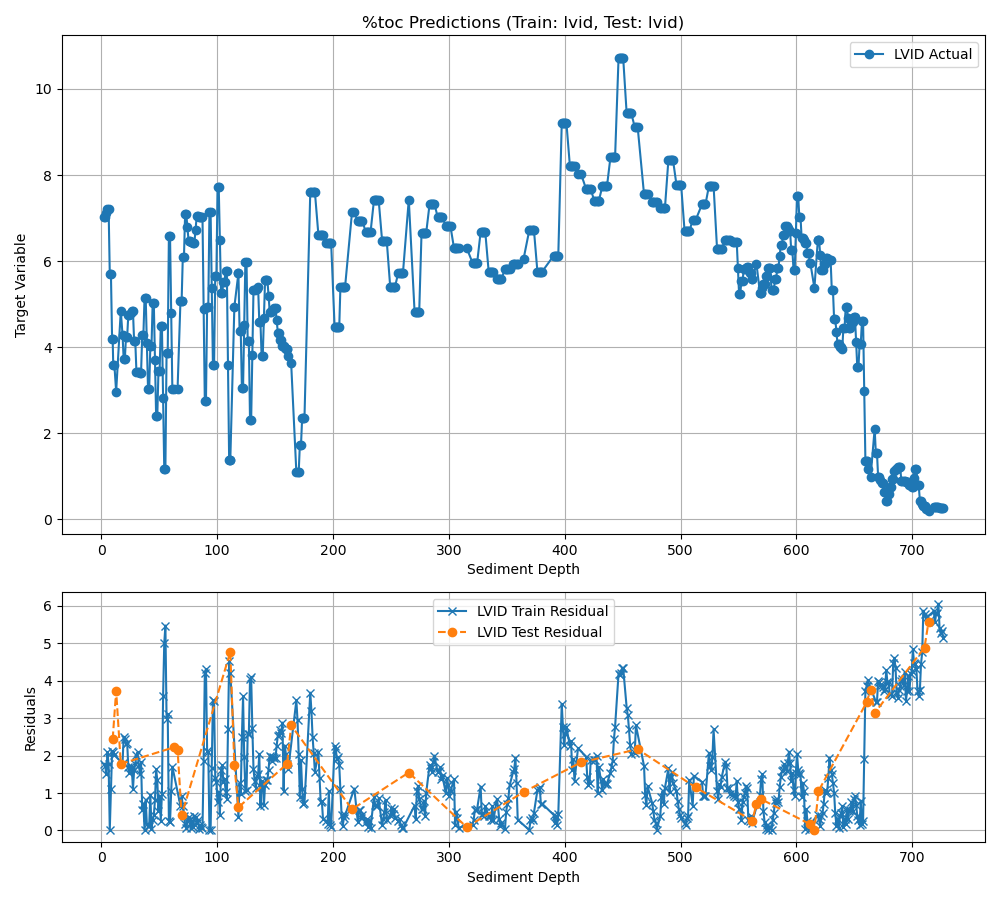 %toc Predictions (Train: lvid, Test: lvid)
LVID Actual
Target Variable
10
8
6
4
2
0
0 100 200 300 400 500 600 700
Sediment Depth
LVID Train Residual
LVID Test Residual
Residuals
6
5
4
3
2
1
0
0 100 200 300 400 500 600 700
Sediment Depth